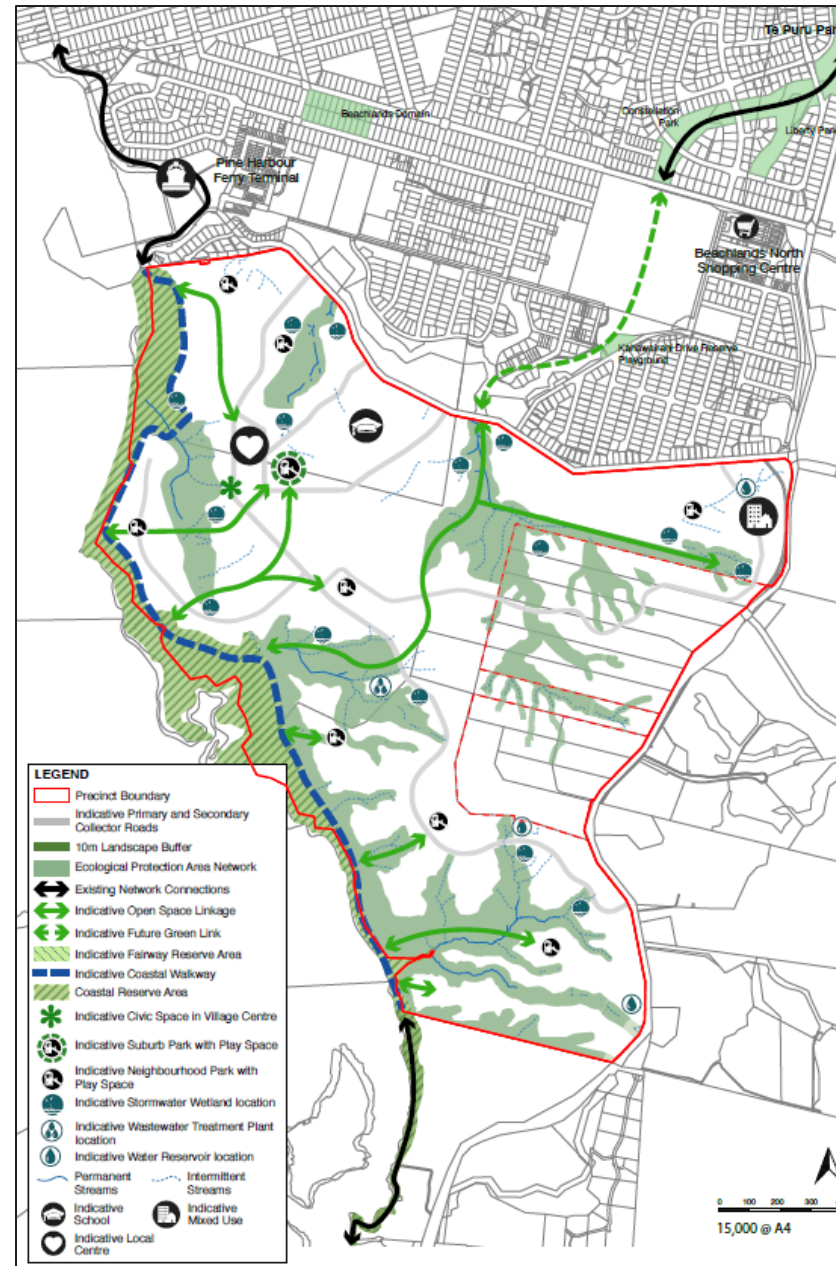 Te Puru Par
Constellation
Park
Beachlands Domain
Liberty Park
Pine Harbour
Ferry Terminal
Beachlands North
Shopping Centre
Kahawairahi Drive Reserve
Playground
LEGEND
Precinct Boundary
Indicative Primary and Secondary
Collector Roads
10m Landscape Buffer
Ecological Protection Area Network
Existing Network Connections
Indicative Open Space Linkage
Indicative Future Green Link
Indicative Fairway Reserve Area
Indicative Coastal Walkway
Coastal Reserve Area
Indicative Civic Space in Village Centre
Indicative Suburb Park with Play Space
Indicative Neighbourhood Park with
Play Space
Indicative Stormwater Wetland location
Indicative Wastewater Treatment Plant
location
Indicative Water Reservoir location
Permanent Streams
Intermittent Streams
Indicative School
Indicative Mixed Use
Indicative Local
Centre
0 100 200 300
15,000 @ A4